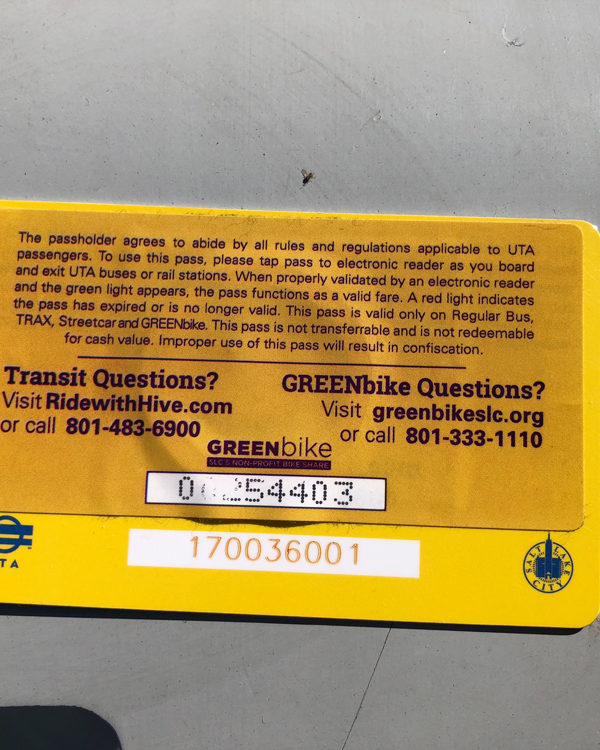 The passholder agrees to abide by all rules and regulations applicable to UTA
passengers. To use this pass, please tap pass to electronic reader as you board
and exit UTA buses or rail stations. When properly validated by an electronic reader
and the green light appears, the pass functions as a valid fare. A red light indicates
the pass has expired or is no longer valid. This pass is valid only on Regular Bus,
TRAX, Streetcar and GREENbike. This pass is not transferrable and is not redeemable
for cash value. Improper use of this pass will result in confiscation.
Transit Questions?
Visit RidewithHive.com
or call 801-483-6900
GREENbike Questions?
Visit greenbikeslc.org
or call 801-333-1110
GREENbike
SLC'S NON-PROFIT BIKE SHARE
170036001
TA
SALT LAKE
CITY